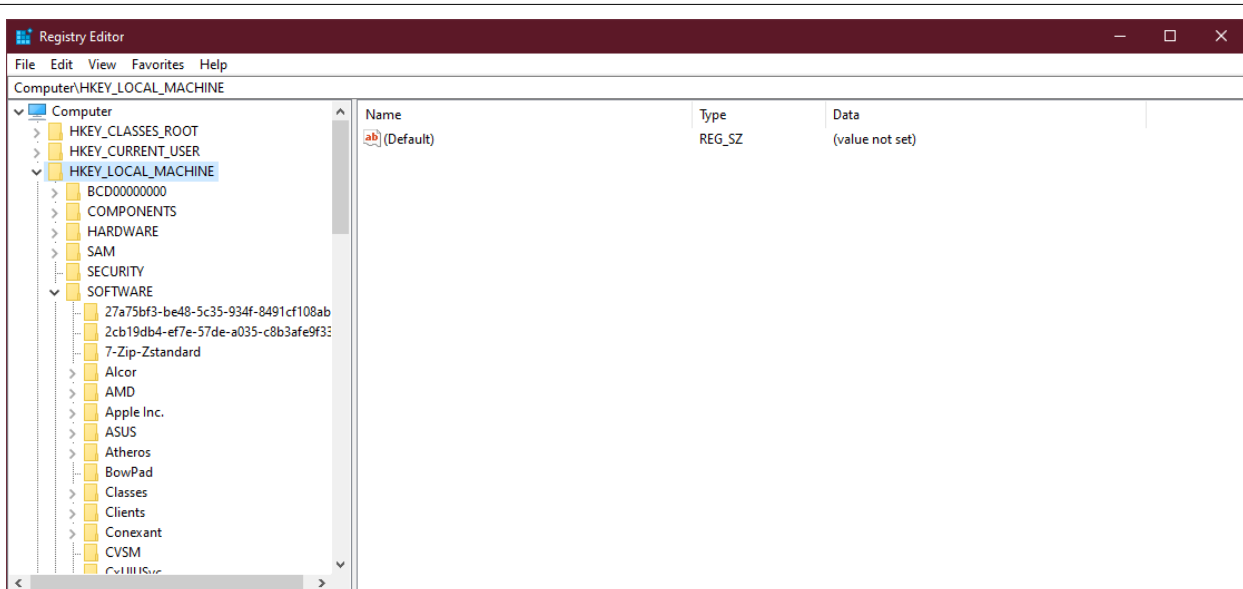 Registry Editor
File Edit View Favorites Help
Computer\HKEY_LOCAL_MACHINE
Computer
HKEY_CLASSES_ROOT
HKEY_CURRENT_USER
HKEY_LOCAL_MACHINE
BCD00000000
COMPONENTS
HARDWARE
SAM
SECURITY
SOFTWARE
27a75bf3-be48-5c35-934f-8491cf108ab
2cb19db4-ef7e-57de-a035-c8b3afe9f33
7-Zip-Zstandard
Alcor
AMD
Apple Inc.
ASUS
Atheros
BowPad
Classes
Clients
Conexant
CVSM
CxUIUSvc
Name Type Data
ab (Default) REG_SZ (value not set)